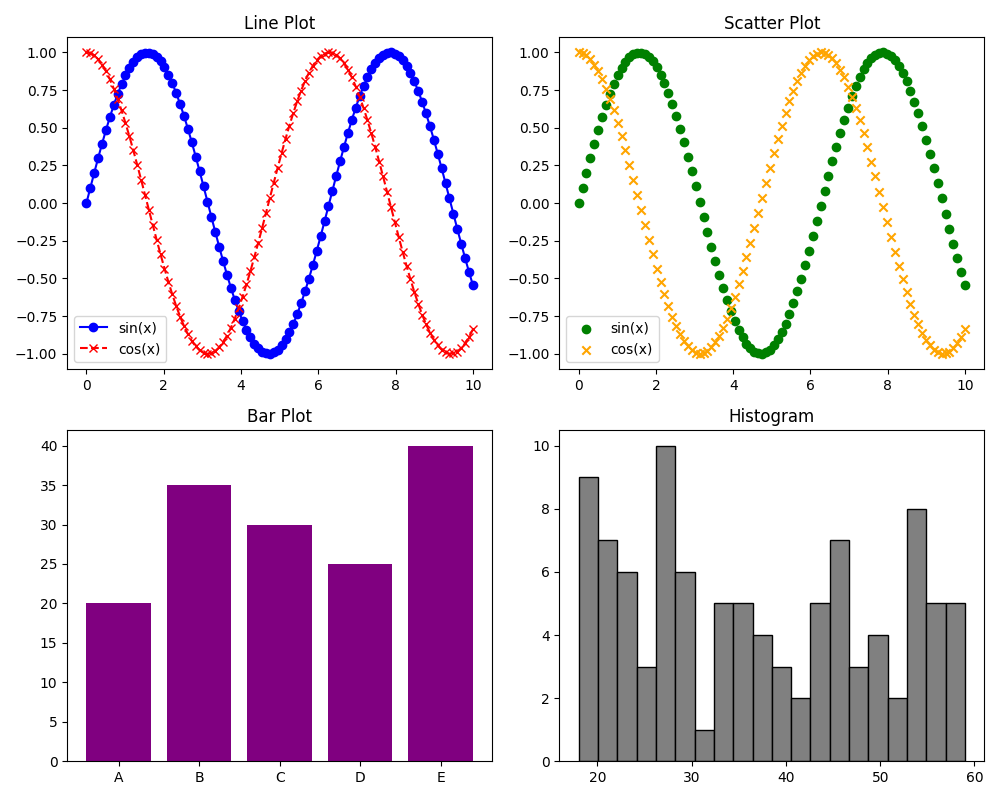 Line Plot
1.00
0.75
0.50
0.25
0.00
−0.25
−0.50
−0.75
−1.00
sin(x)
cos(x)
0 2 4 6 8 10
Scatter Plot
1.00
0.75
0.50
0.25
0.00
−0.25
−0.50
−0.75
−1.00
sin(x)
cos(x)
0 2 4 6 8 10
Bar Plot
40
35
30
25
20
15
10
5
0
A B C D E
Histogram
10
8
6
4
2
0
20 30 40 50 60